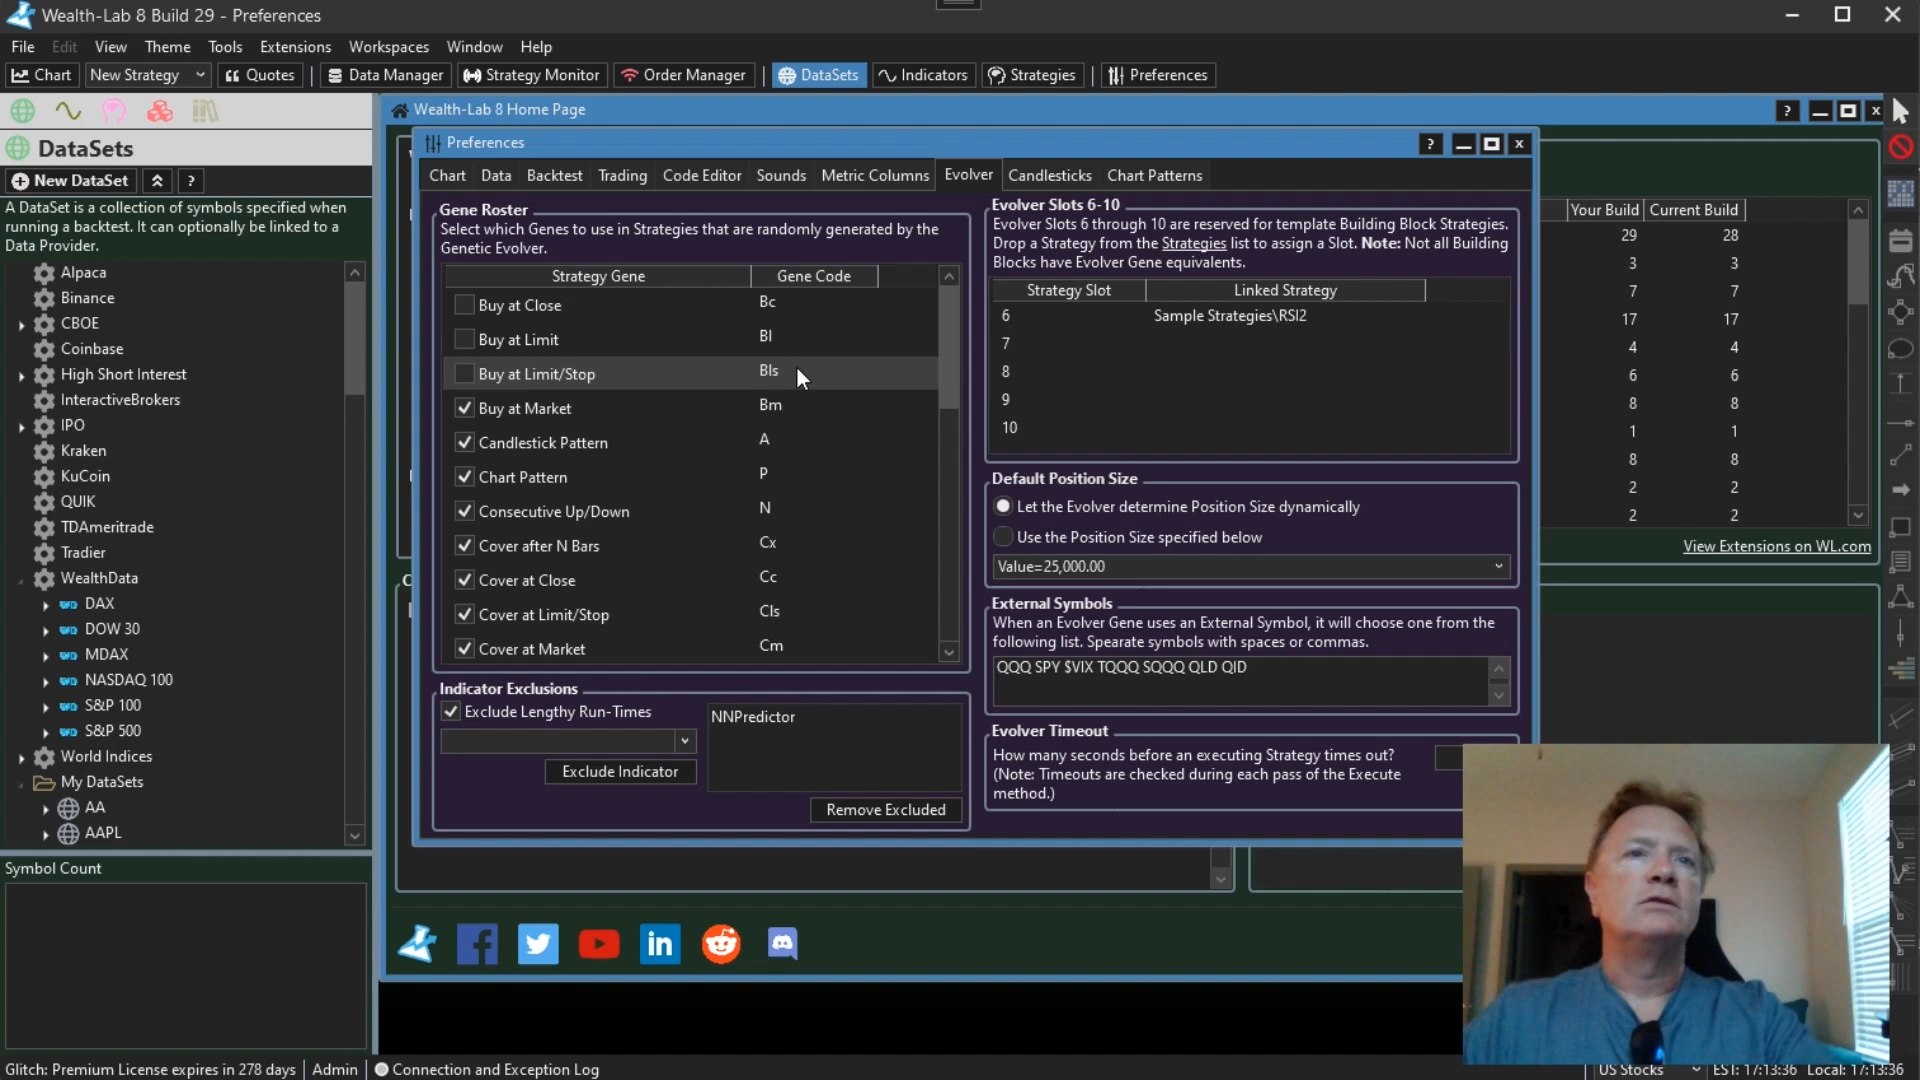 Wealth-Lab 8 Build 29 - Preferences
File Edit View Theme Tools Extensions Workspaces Window Help
Chart New Strategy Quotes Data Manager Strategy Monitor Order Manager DataSets Indicators Strategies Preferences
Wealth-Lab 8 Home Page
?
x
DataSets
New DataSet
?
A DataSet is a collection of symbols specified when
running a backtest. It can optionally be linked to a
Data Provider.
Alpaca
Binance
CBOE
Coinbase
High Short Interest
InteractiveBrokers
IPO
Kraken
KuCoin
QUIK
TDAmeritrade
Tradier
WealthData
DAX
DOW 30
MDAX
NASDAQ 100
S&P 100
S&P 500
World Indices
My DataSets
AA
AAPL
Symbol Count
Preferences
?
x
Chart Data Backtest Trading Code Editor Sounds Metric Columns Evolver Candlesticks Chart Patterns
Gene Roster
Select which Genes to use in Strategies that are randomly generated by the
Genetic Evolver.
Strategy Gene Gene Code
Buy at Close Bc
Buy at Limit Bl
Buy at Limit/Stop Bls
Buy at Market Bm
Candlestick Pattern A
Chart Pattern P
Consecutive Up/Down N
Cover after N Bars Cx
Cover at Close Cc
Cover at Limit/Stop Cls
Cover at Market Cm
Indicator Exclusions
Exclude Lengthy Run-Times
NNPredictor
Exclude Indicator
Remove Excluded
Evolver Slots 6-10
Evolver Slots 6 through 10 are reserved for template Building Block Strategies.
Drop a Strategy from the Strategies list to assign a Slot. Note: Not all Building
Blocks have Evolver Gene equivalents.
Strategy Slot Linked Strategy
6 Sample Strategies\RSI2
7
8
9
10
Default Position Size
Let the Evolver determine Position Size dynamically
Use the Position Size specified below
Value=25,000.00
External Symbols
When an Evolver Gene uses an External Symbol, it will choose one from the
following list. Spearate symbols with spaces or commas.
QQQ SPY $VIX TQQQ SQQQ QLD QID
Evolver Timeout
How many seconds before an executing Strategy times out?
(Note: Timeouts are checked during each pass of the Execute
method.)
Your Build Current Build
29 28
3 3
7 7
17 17
4 4
6 6
8 8
1 1
8 8
2 2
2 2
View Extensions on WL.com
Glitch: Premium License expires in 278 days Admin Connection and Exception Log
US Stocks EST: 17:13:36 Local: 17:13:36